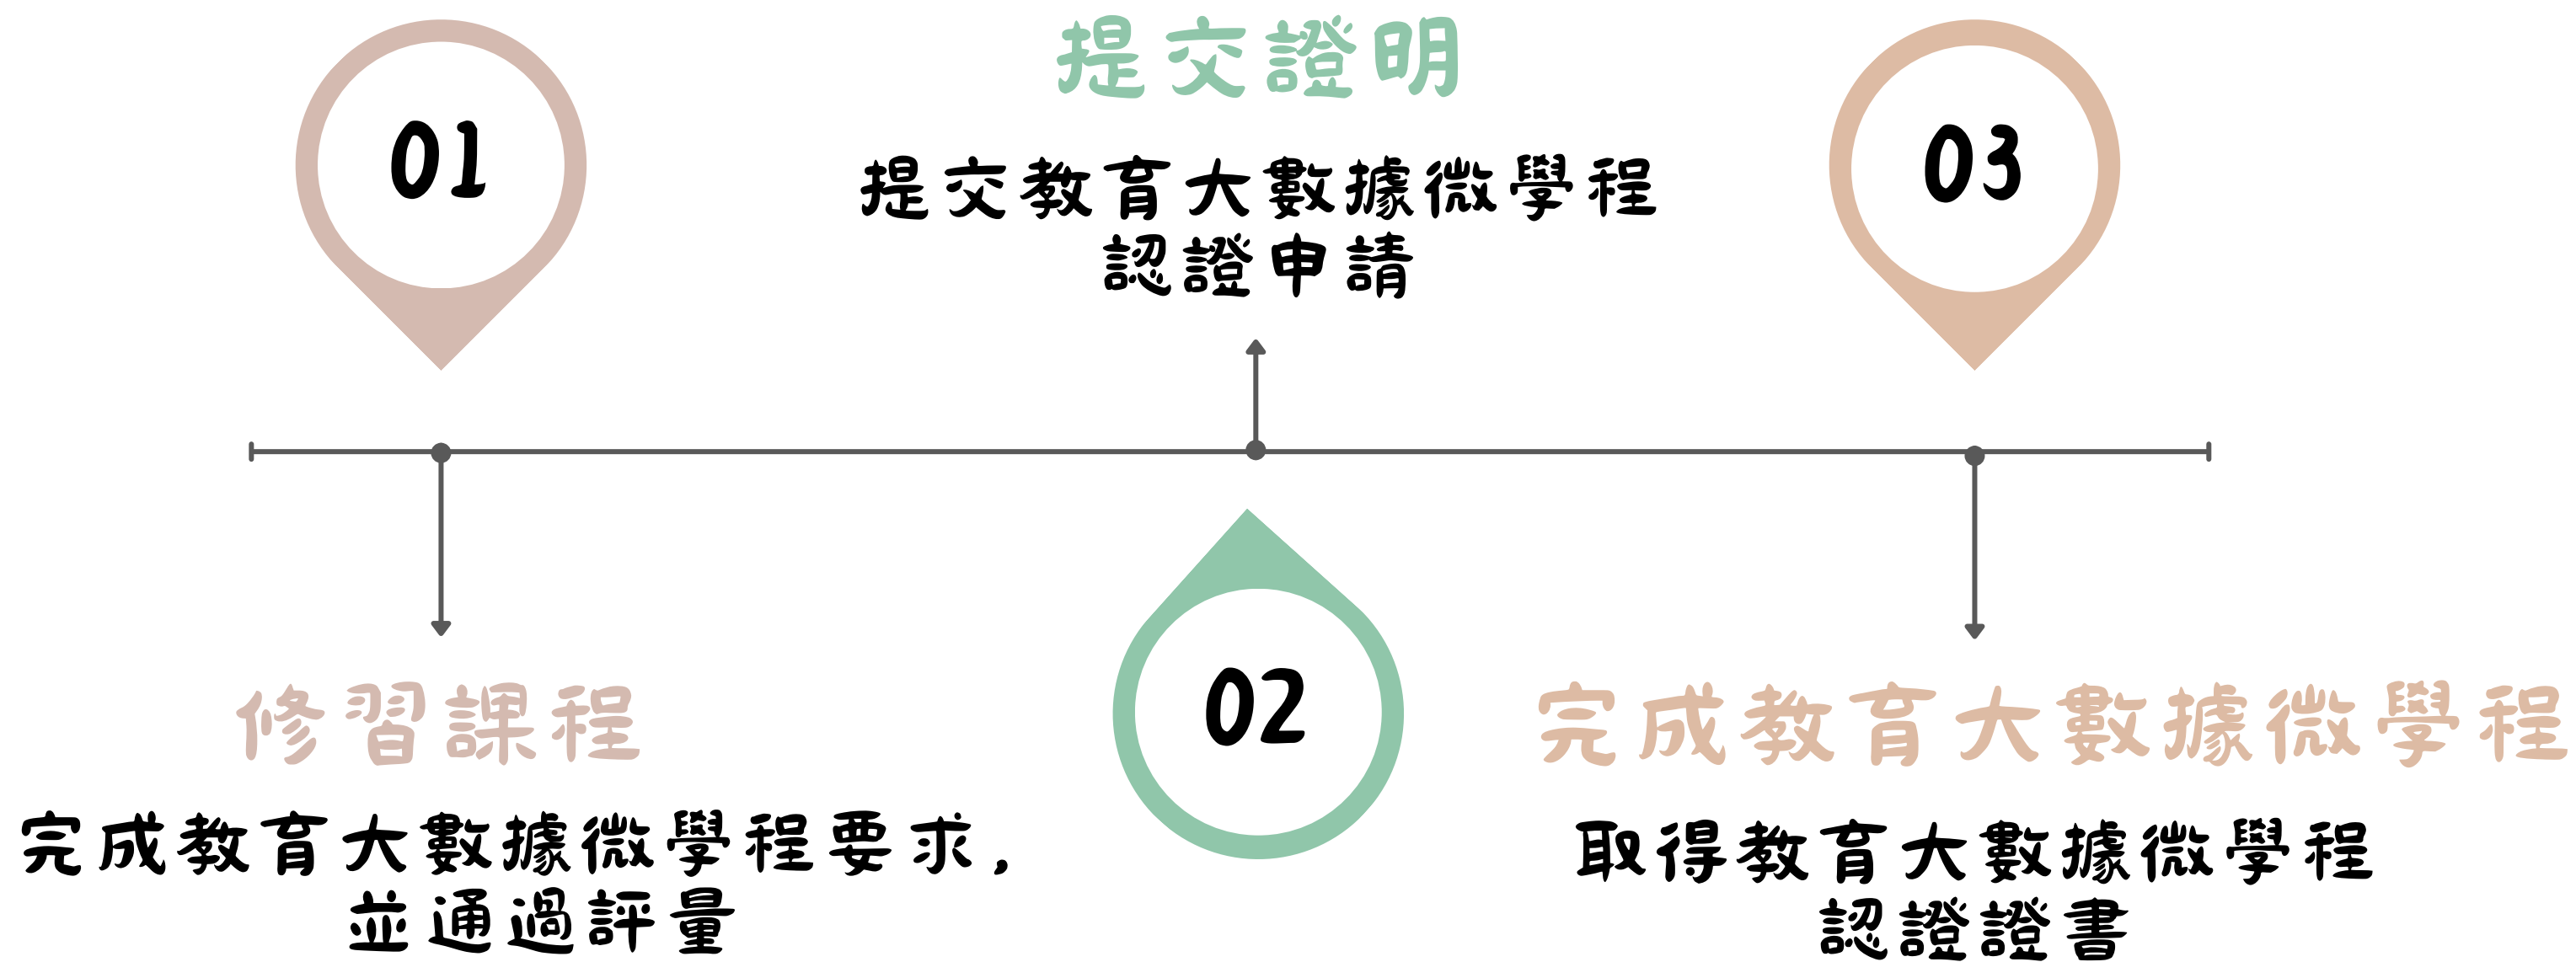 01
修習課程
完成教育大數據微學程要求,
並通過評量
提交證明
提交教育大數據微學程
認證申請
02
03
完成教育大數據微學程
取得教育大數據微學程
認證證書